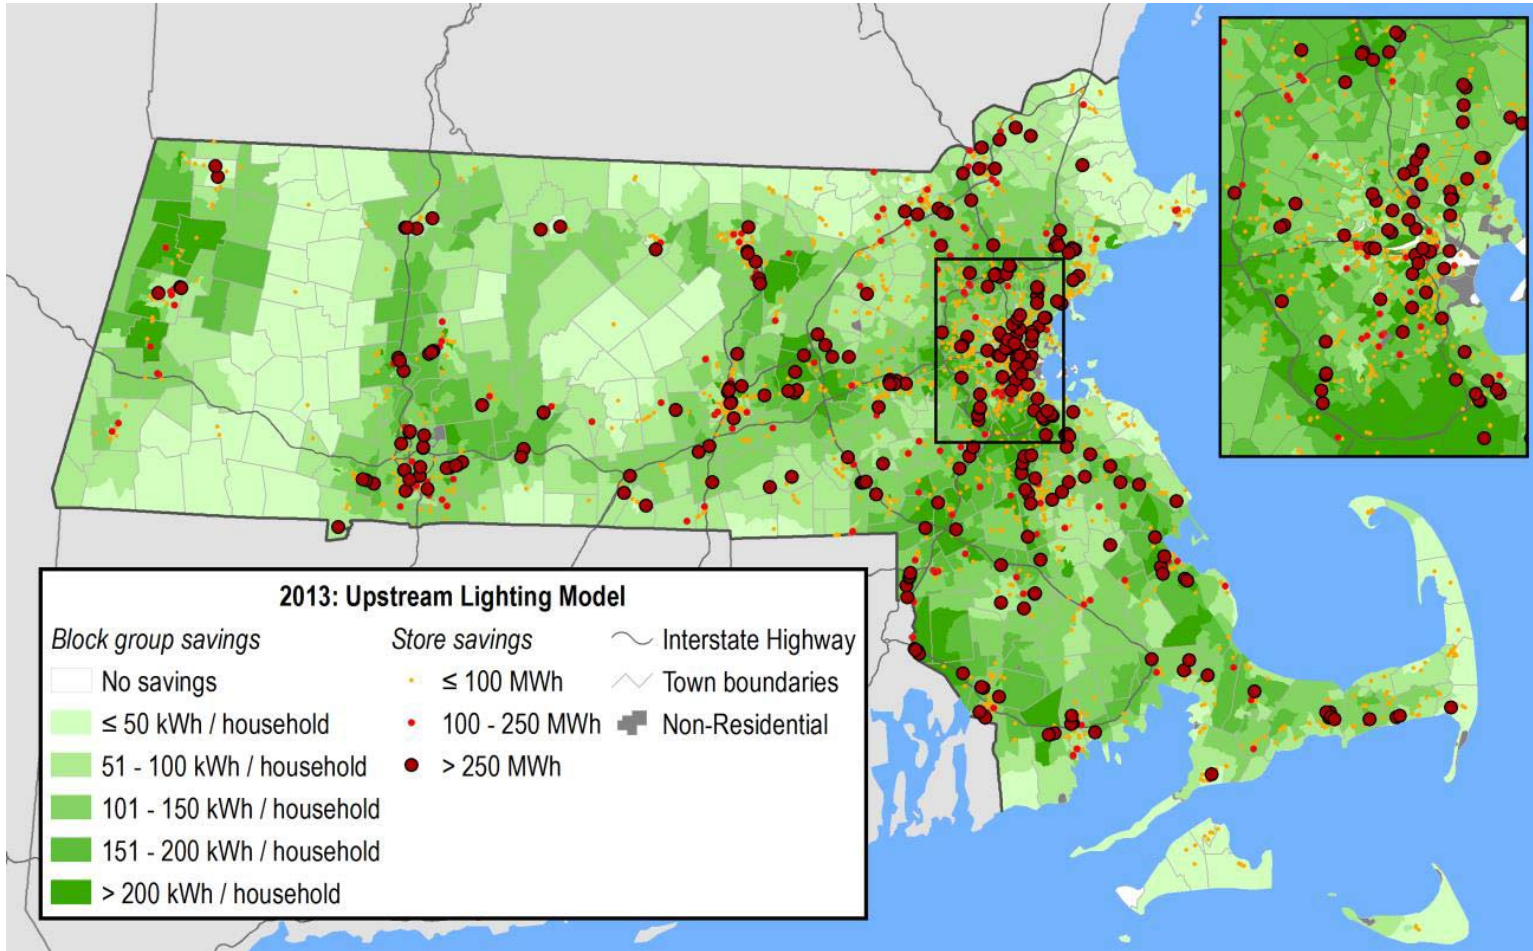 2013: Upstream Lighting Model
Block group savings
No savings
≤ 50 kWh / household
51 - 100 kWh / household
101 - 150 kWh / household
151 - 200 kWh / household
> 200 kWh / household
Store savings
≤ 100 MWh
100 - 250 MWh
> 250 MWh
Interstate Highway
Town boundaries
Non-Residential